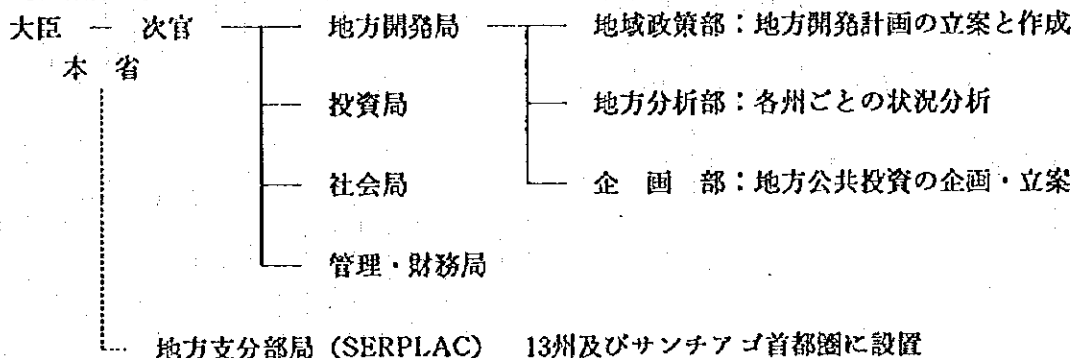 大臣 － 次官 地方開発局 地域政策部：地方開発計画の立案と作成
本 省
投資局 地方分析部：各州ごとの状況分析
社会局 企 画 部：地方公共投資の企画・立案
管理・財務局
地方支分部局（SERPLAC） 13州及びサンチアゴ首都圏に設置